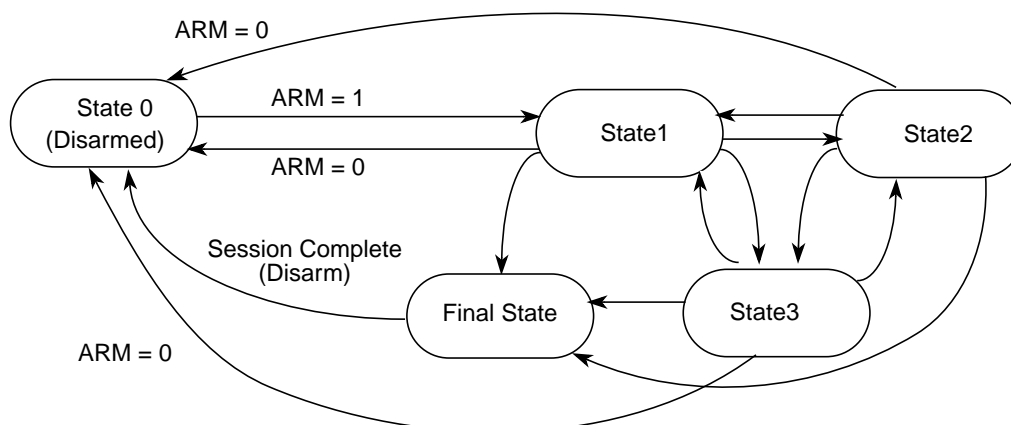 ARM = 0
State 0
(Disarmed)
ARM = 1
State1
State2
ARM = 0
Session Complete
(Disarm)
Final State
State3
ARM = 0